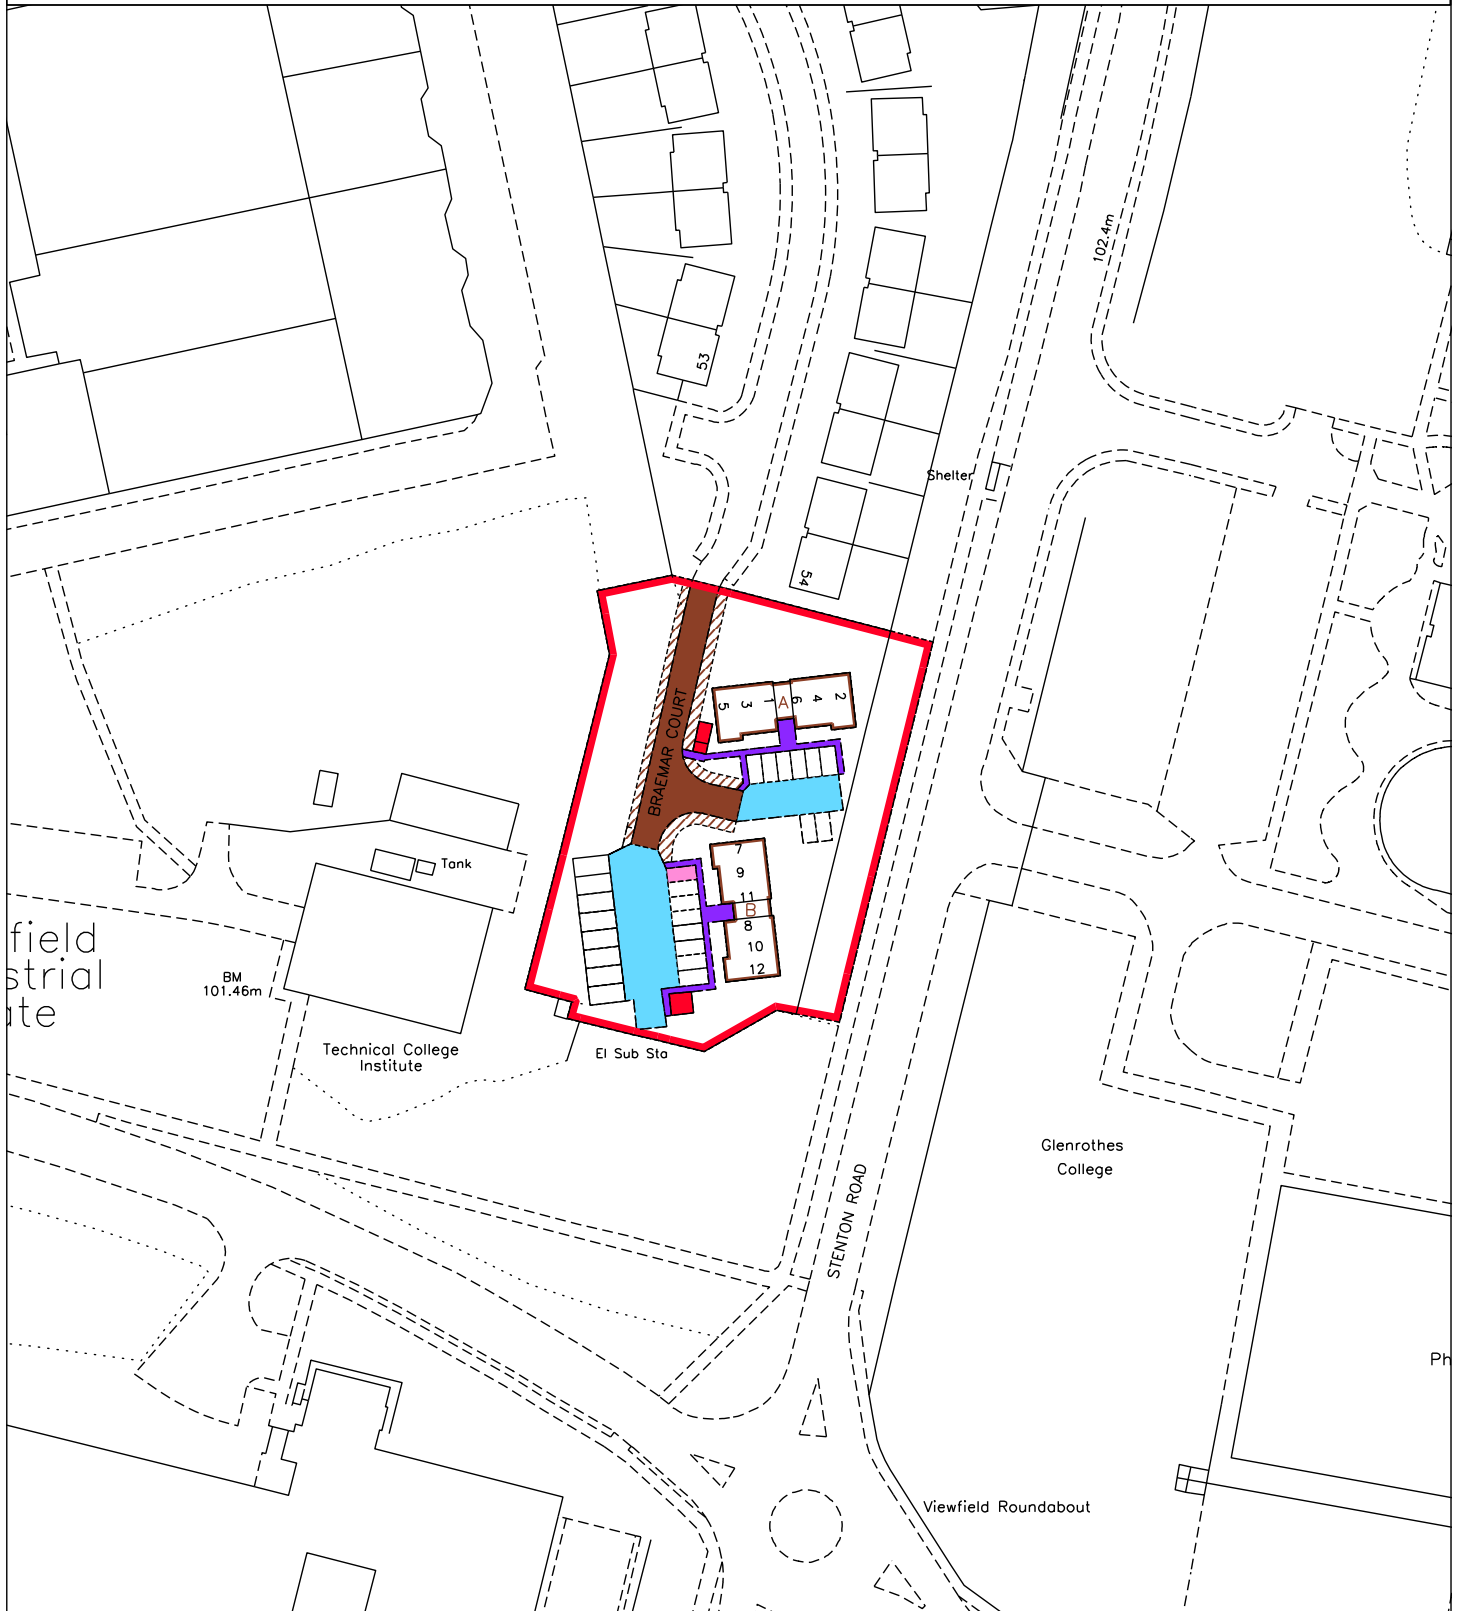 102.4m
53
Shelter
54
BRAEMAR COURT
5 3 1 A 6 4 2
7
9
11
B
8
10
12
Tank
field
strial
ate
BM
101.46m
Technical College
Institute
El Sub Sta
Glenrothes
College
STENTON ROAD
Ph
Viewfield Roundabout